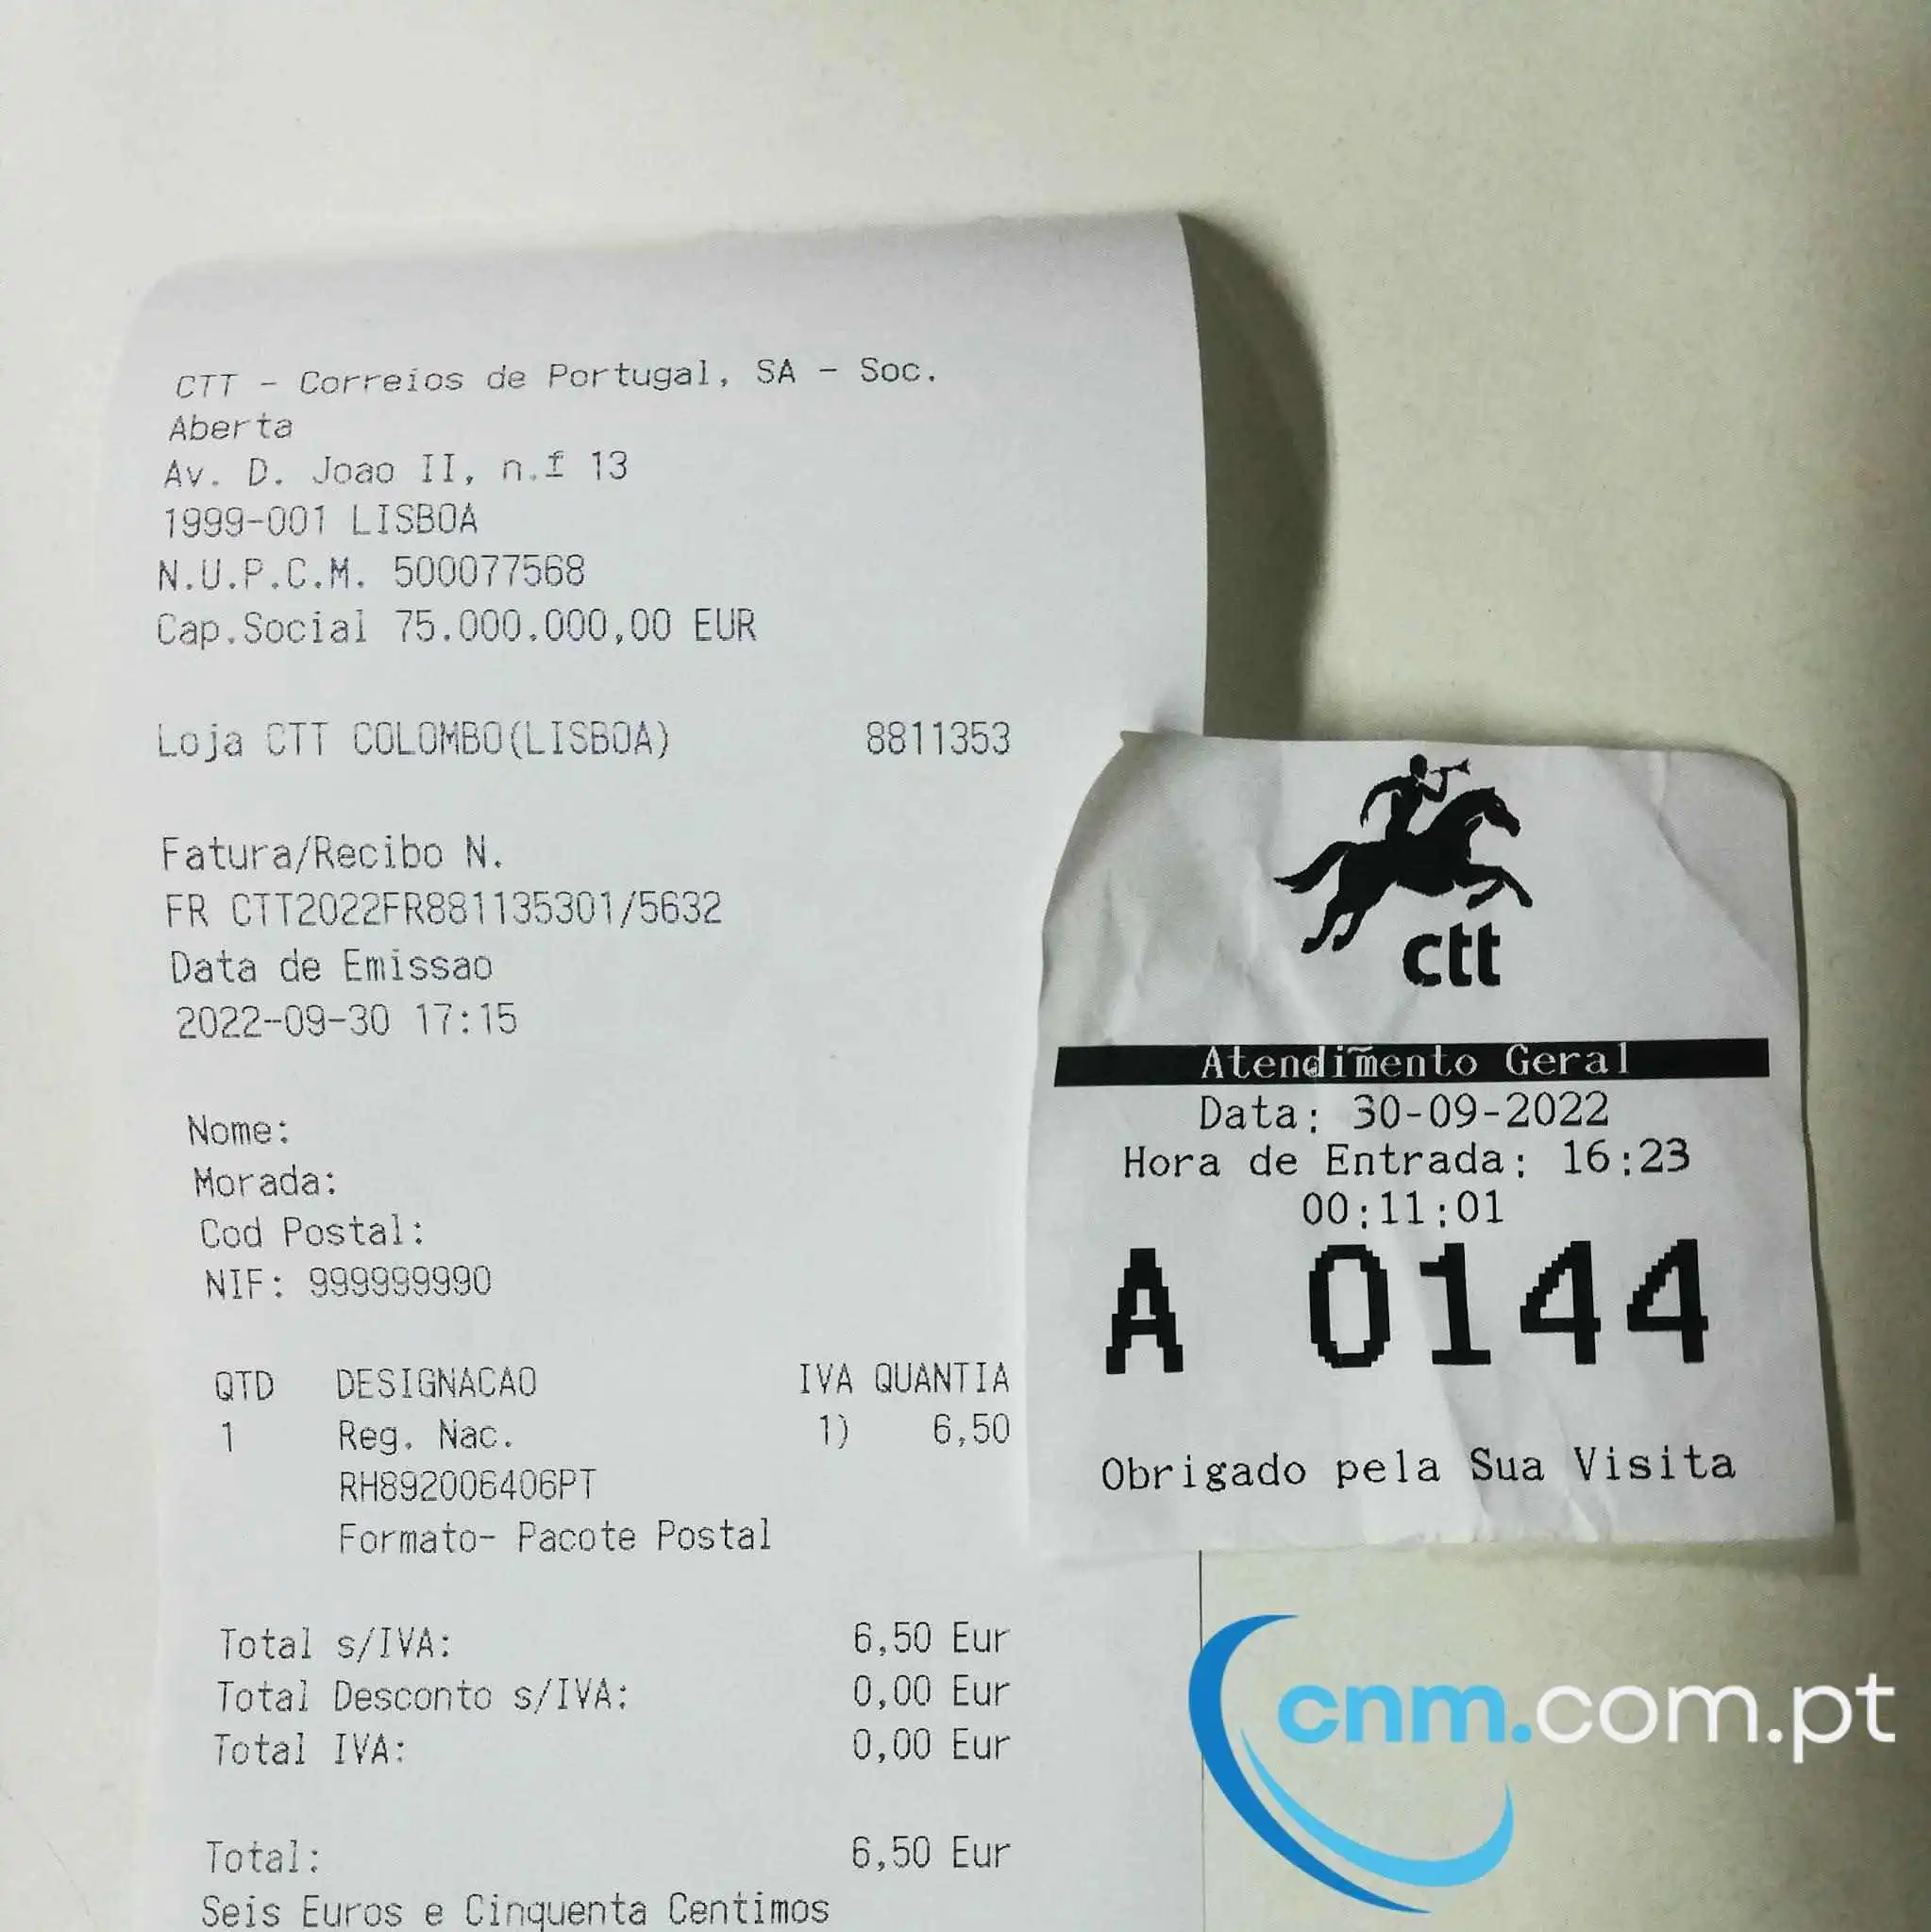 CTT - Correios de Portugal, SA - Soc.
Aberta
Av. D. Joao II, n.f 13
1999-001 LISBOA
N.U.P.C.M. 500077568
Cap.Social 75.000.000,00 EUR
Loja CTT COLOMBO(LISBOA) 8811353
Fatura/Recibo N.
FR CTT2022FR881135301/5632
Data de Emissao
2022-09-30 17:15
Nome:
Morada:
Cod Postal:
NIF: 999999990
QTD DESIGNACAO IVA QUANTIA
1 Reg. Nac. 1) 6,50
RH892006406PT
Formato- Pacote Postal
Total s/IVA: 6,50 Eur
Total Desconto s/IVA: 0,00 Eur
Total IVA: 0,00 Eur
Total: 6,50 Eur
Seis Euros e Cinquenta Centimos
ctt
Atendimento Geral
Data: 30-09-2022
Hora de Entrada: 16:23
00:11:01
A 0144
Obrigado pela Sua Visita
cnm.com.pt